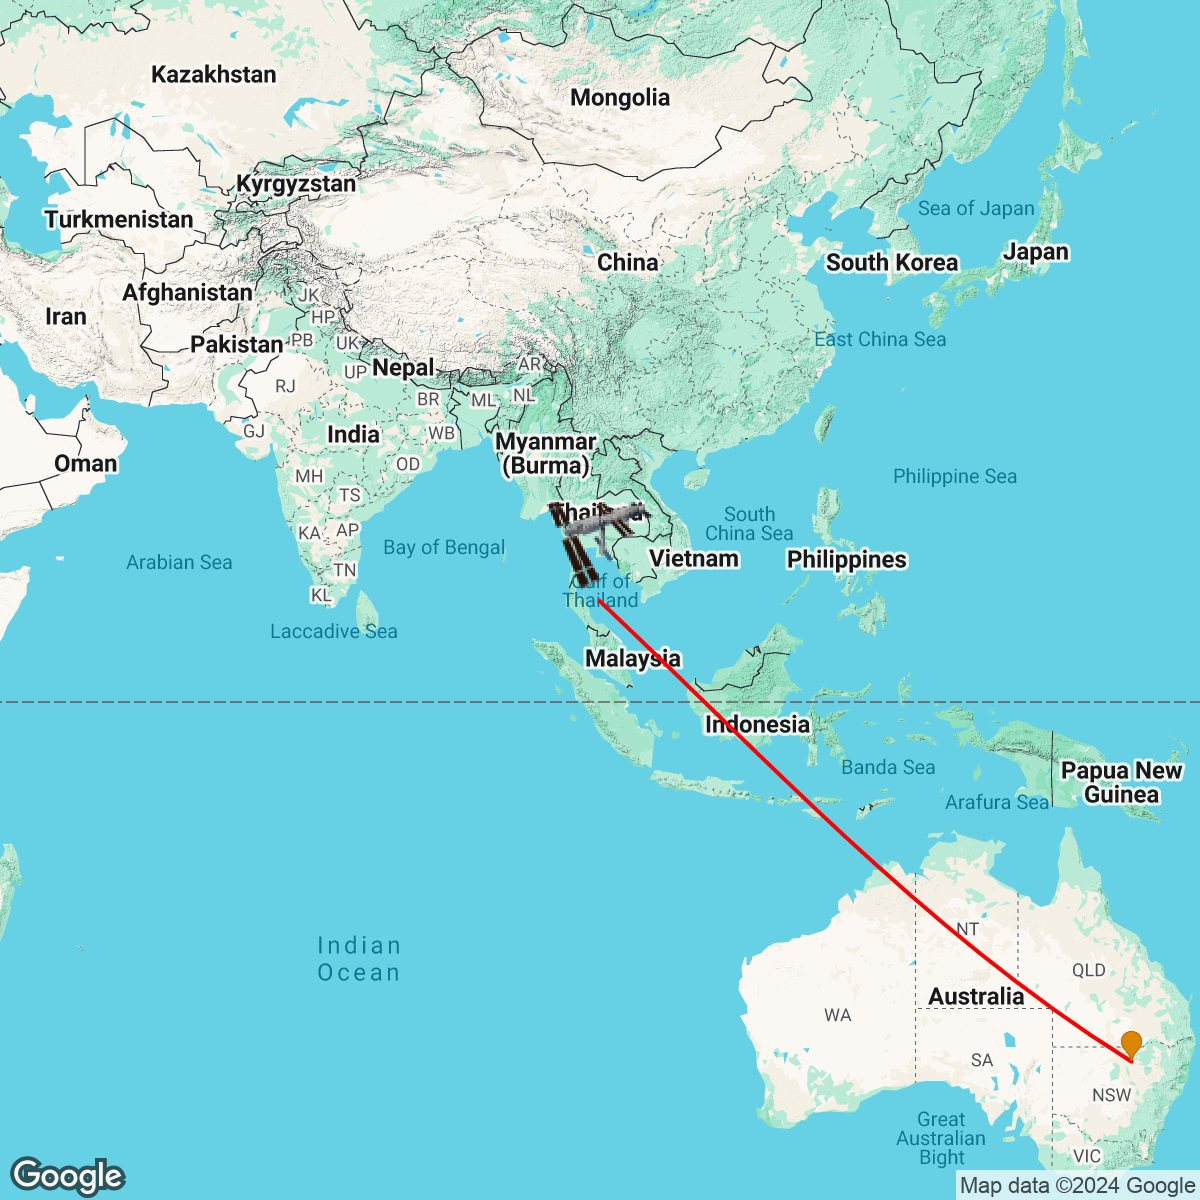 Kazakhstan
Mongolia
Kyrgyzstan
Turkmenistan
Sea of Japan
Japan
China
South Korea
Afghanistan
JK
HP
Iran
Pakistan
PB
UK
East China Sea
UP
Nepal
AR
RJ
BR
ML
NL
GJ
India
WB
Myanmar
(Burma)
Oman
OD
MH
Philippine Sea
TS
Thailand
South
China Sea
KA
AP
Bay of Bengal
Arabian Sea
Vietnam
Philippines
TN
KL
Gulf of
Thailand
Laccadive Sea
Malaysia
Indonesia
Banda Sea
Papua New
Guinea
Arafura Sea
NT
Indian
Ocean
QLD
Australia
WA
SA
NSW
Great
Australian
Bight
VIC
Google
Map data ©2024 Google